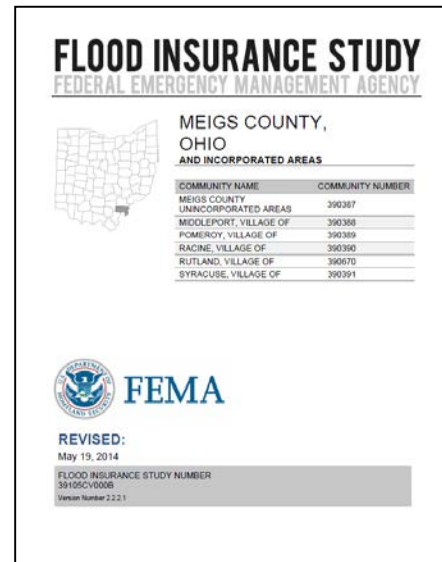 FLOOD INSURANCE STUDY
FEDERAL EMERGENCY MANAGEMENT AGENCY
MEIGS COUNTY,
OHIO
AND INCORPORATED AREAS
COMMUNITY NAME COMMUNITY NUMBER
MEIGS COUNTY
UNINCORPORATED AREAS 390387
MIDDLEPORT, VILLAGE OF 390388
POMEROY, VILLAGE OF 390389
RACINE, VILLAGE OF 390390
RUTLAND, VILLAGE OF 390670
SYRACUSE, VILLAGE OF 390391
FEMA
REVISED:
May 19, 2014
FLOOD INSURANCE STUDY NUMBER
39105CV000B
Version Number 2.2.2.1